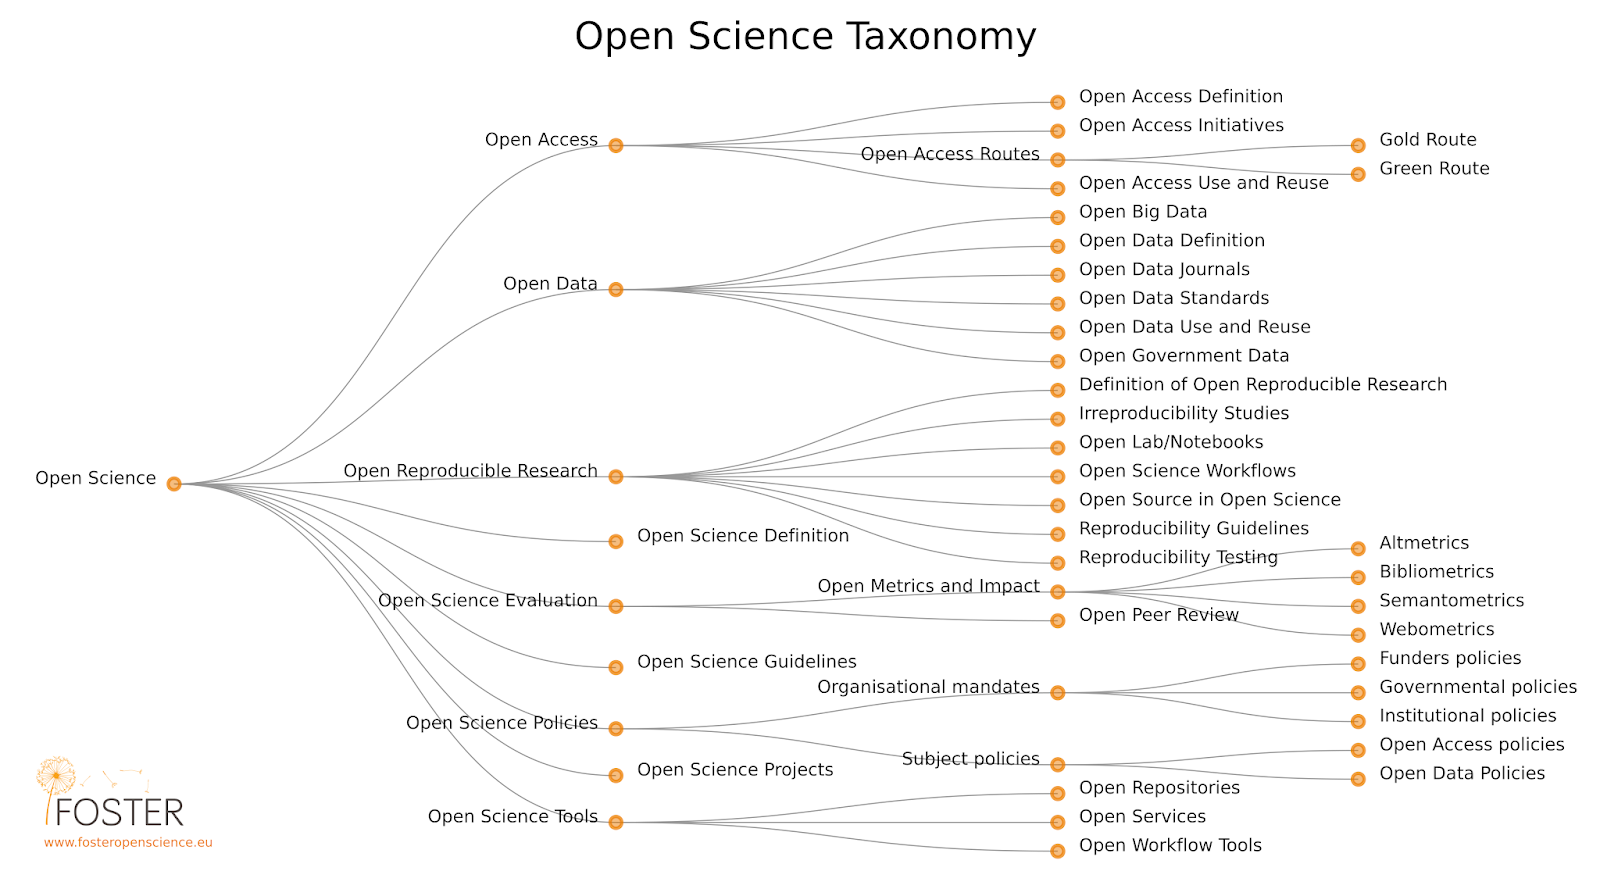 Open Science Taxonomy
Open Science
Open Access
Open Access Definition
Open Access Initiatives
Open Access Routes
Gold Route
Green Route
Open Access Use and Reuse
Open Data
Open Big Data
Open Data Definition
Open Data Journals
Open Data Standards
Open Data Use and Reuse
Open Government Data
Open Reproducible Research
Definition of Open Reproducible Research
Irreproducibility Studies
Open Lab/Notebooks
Open Science Workflows
Open Source in Open Science
Reproducibility Guidelines
Reproducibility Testing
Open Science Definition
Open Science Evaluation
Open Metrics and Impact
Altmetrics
Bibliometrics
Semantometrics
Webometrics
Open Peer Review
Open Science Guidelines
Open Science Policies
Organisational mandates
Funders policies
Governmental policies
Institutional policies
Subject policies
Open Access policies
Open Data Policies
Open Science Projects
Open Science Tools
Open Repositories
Open Services
Open Workflow Tools
FOSTER
www.fosteropenscience.eu